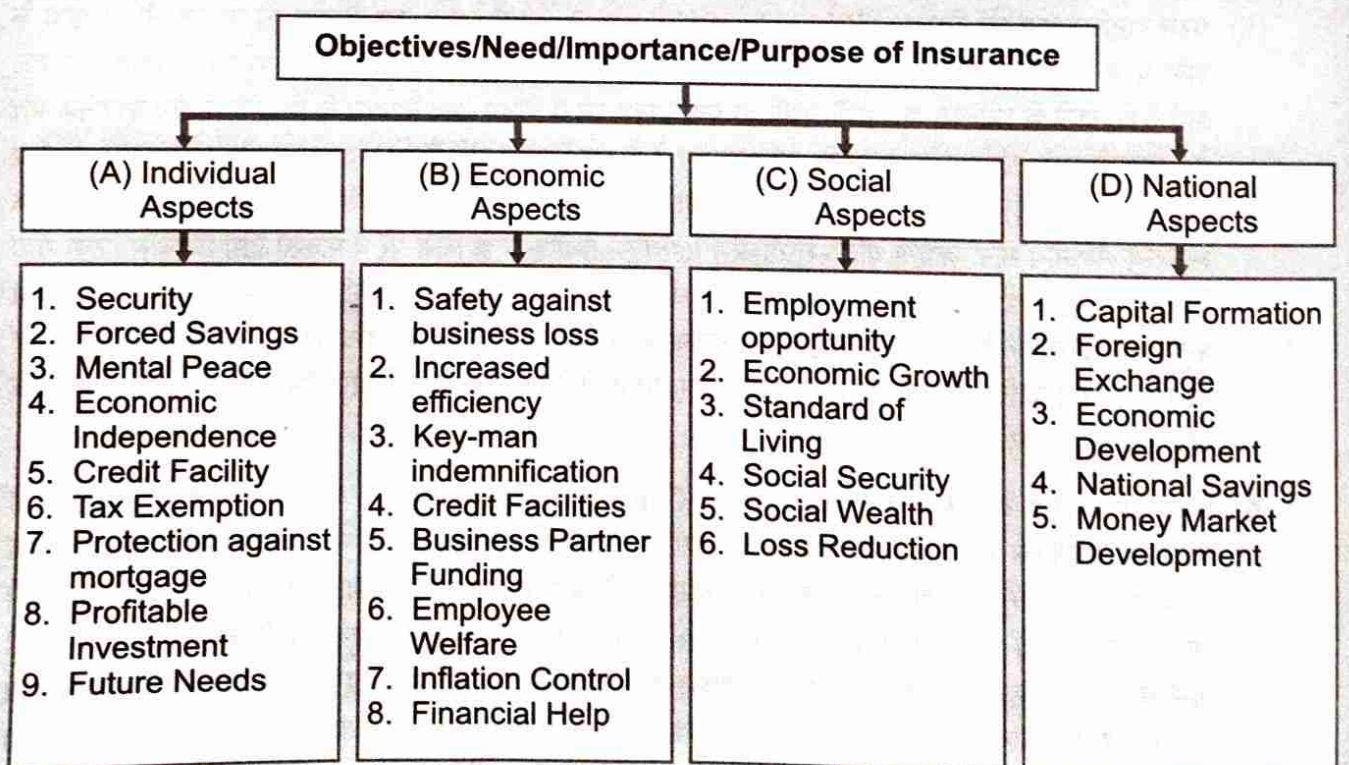 Objectives/Need/Importance/Purpose of Insurance
(A) Individual
Aspects
1. Security
2. Forced Savings
3. Mental Peace
4. Economic
Independence
5. Credit Facility
6. Tax Exemption
7. Protection against
mortgage
8. Profitable
Investment
9. Future Needs
(B) Economic
Aspects
1. Safety against
business loss
2. Increased
efficiency
3. Key-man
indemnification
4. Credit Facilities
5. Business Partner
Funding
6. Employee
Welfare
7. Inflation Control
8. Financial Help
(C) Social
Aspects
1. Employment
opportunity
2. Economic Growth
3. Standard of
Living
4. Social Security
5. Social Wealth
6. Loss Reduction
(D) National
Aspects
1. Capital Formation
2. Foreign
Exchange
3. Economic
Development
4. National Savings
5. Money Market
Development